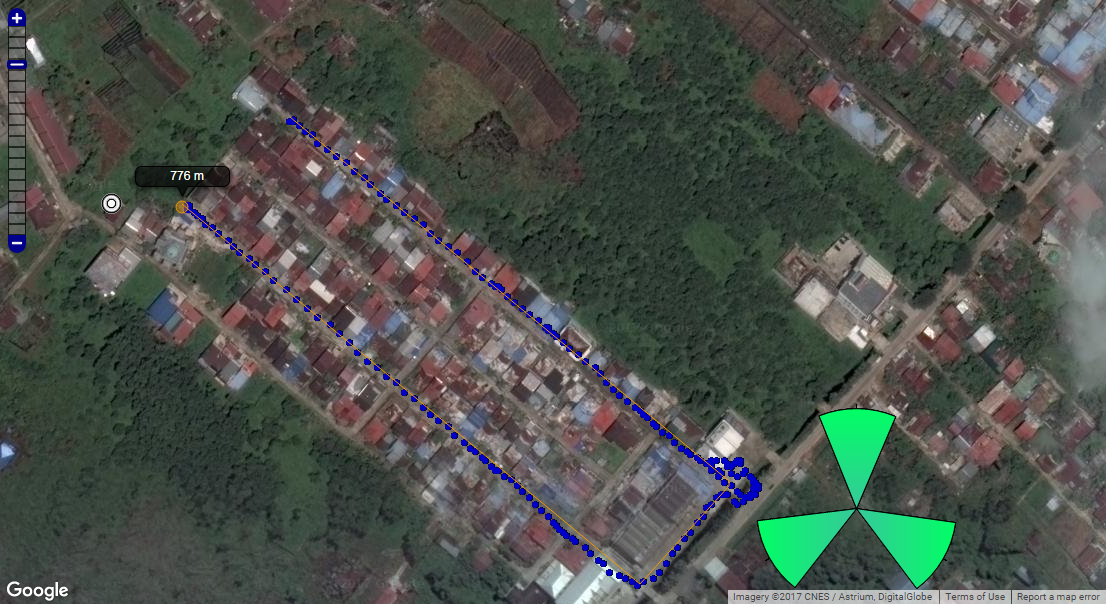 +
776 m
−
Google
Imagery ©2017 CNES / Astrium, DigitalGlobe
Terms of Use
Report a map error